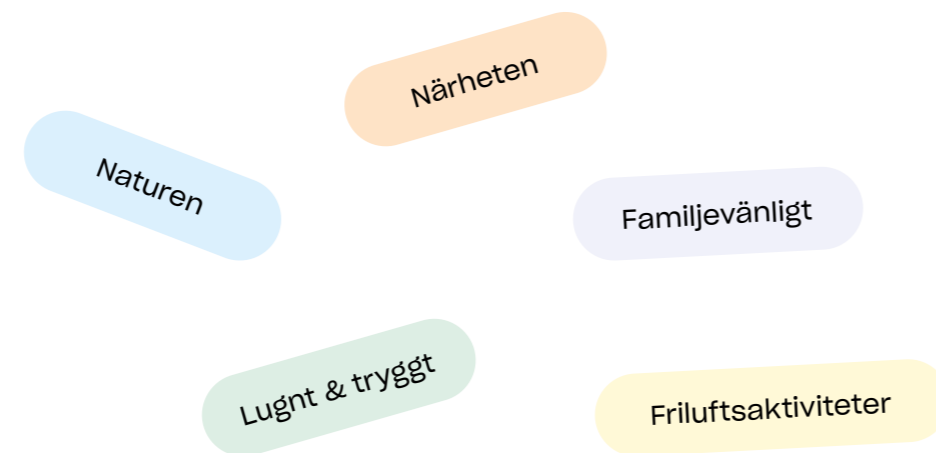 Närheten
Naturen
Familjevänligt
Lugnt & tryggt
Friluftsaktiviteter